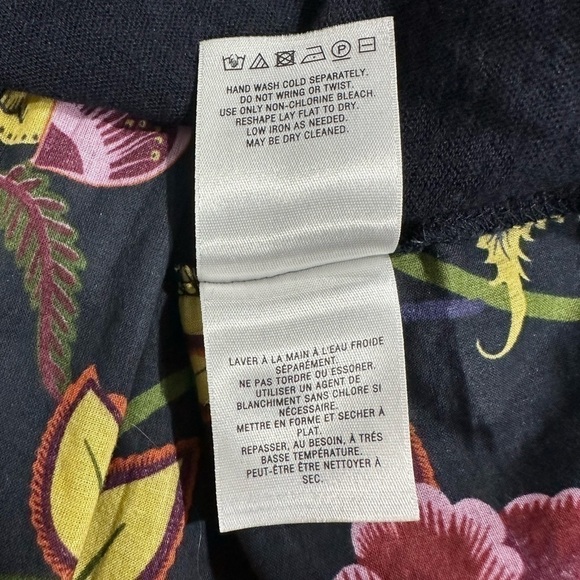 HAND WASH COLD SEPARATELY.
DO NOT WRING OR TWIST.
USE ONLY NON-CHLORINE BLEACH.
RESHAPE LAY FLAT TO DRY.
LOW IRON AS NEEDED.
MAY BE DRY CLEANED.
LAVER À LA MAIN À L'EAU FROIDE
SÉPARÉMENT.
NE PAS TORDRE OU ESSORER.
UTILISER UN AGENT DE
BLANCHIMENT SANS CHLORE SI
NÉCESSAIRE.
METTRE EN FORME ET SECHER À
PLAT.
REPASSER, AU BESOIN, À TRÉS
BASSE TEMPÉRATURE.
PEUT-ÊTRE ÊTRE NETTOYER À
SEC.